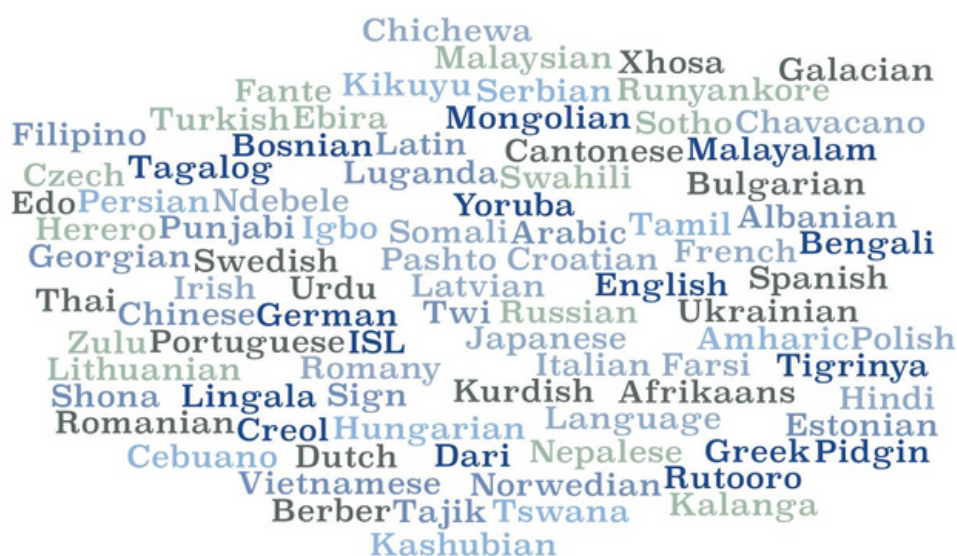 Chichewa
Malaysian Xhosa Galacian
Fante Kikuyu Serbian Runyankore
Turkish Ebira Mongolian Sotho Chavacano
Filipino Bosnian Latin Cantonese Malayalam
Czech Tagalog Luganda Swahili Bulgarian
Edo Persian Ndebele Yoruba Tamil Albanian
Herero Punjabi Igbo Somali Arabic French Bengali
Georgian Swedish Pashto Croatian English Spanish
Thai Irish Urdu Latvian Ukrainian
Chinese German Twi Russian
Zulu Portuguese ISL Japanese Amharic Polish
Lithuanian Romany Italian Farsi Tigrinya
Shona Lingala Sign Kurdish Afrikaans Hindi
Romanian Creol Hungarian Language Estonian
Cebuano Dutch Dari Nepalese Greek Pidgin
Vietnamese Norwedian Rutooro
Berber Tajik Tswana Kalanga
Kashubian